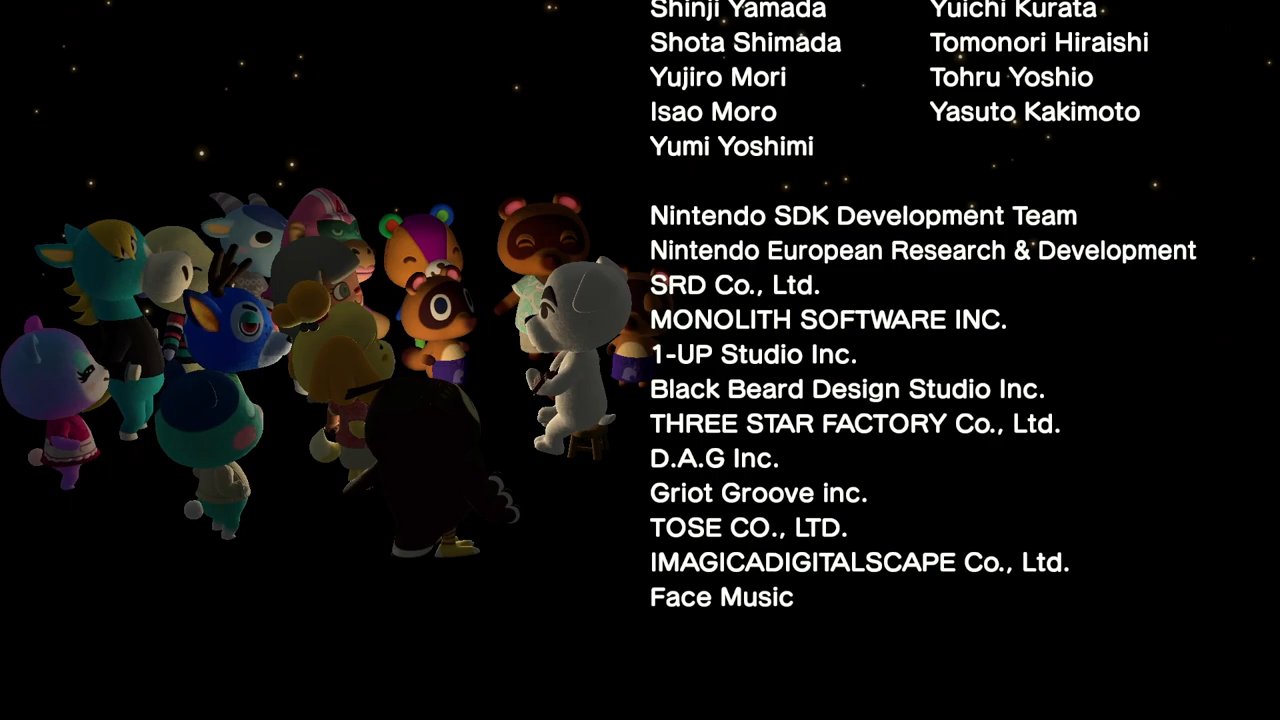 Shinji Yamada Yuichi Kurata
Shota Shimada Tomonori Hiraishi
Yujiro Mori Tohru Yoshio
Isao Moro Yasuto Kakimoto
Yumi Yoshimi
Nintendo SDK Development Team
Nintendo European Research & Development
SRD Co., Ltd.
MONOLITH SOFTWARE INC.
1-UP Studio Inc.
Black Beard Design Studio Inc.
THREE STAR FACTORY Co., Ltd.
D.A.G Inc.
Griot Groove inc.
TOSE CO., LTD.
IMAGICADIGITALSCAPE Co., Ltd.
Face Music